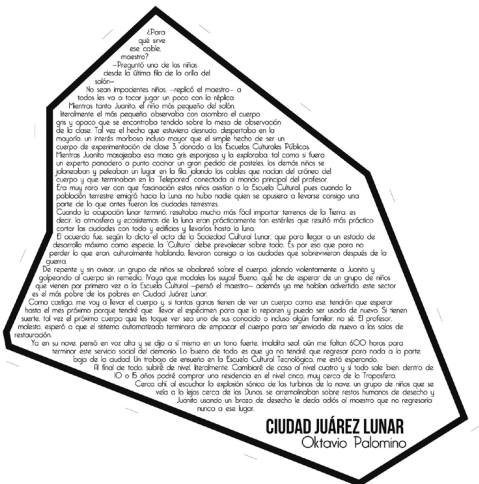 ¿Para
qué sirve
ese cable,
maestro?
—Preguntó uno de los niños
desde la última fila de la orilla del
salón—
No sean impacientes niños, —replicó el maestro— a
todos les va a tocar jugar un poco con la réplica.
Mientras tanto Juanito, el niño más pequeño del salón,
literalmente el más pequeño, observaba con asombro el cuerpo
gris y opaco que se encontraba tendido sobre la mesa de observación
de la clase. Tal vez el hecho que estuviera desnudo, despertaba en la
mayoría, un interés morboso incluso mayor que el simple hecho de ser un
cuerpo de experimentación de clase 3, donado a las Escuelas Culturales Públicas.
Mientras Juanito masajeaba esa masa gris esponjosa y la exploraba, tal como si fuera
un experto panadero a punto cocinar un gran pedido de pasteles, los demás niños se
jaloneaban y peleaban un lugar en la fila, jalando los cables que nacían del cráneo del
cuerpo y que terminaban en la Telepared conectada al mando principal del profesor.
Era muy raro ver con que fascinación estos niños asistían a la Escuela Cultural, pues cuando la
población terrestre emigró hacia la Luna, no hubo nadie quien se opusiera a llevarse consigo una
parte de lo que antes fueron las ciudades terrestres.
Cuando la ocupación lunar terminó, resultaba mucho más fácil importar terrenos de la Tierra, es
decir, la atmosfera y ecosistemas de la luna eran prácticamente tan estériles que resultó más práctico
cortar las ciudades con todo y edificios y llevarlos hasta la luna.
El acuerdo fue, según lo dicta el acta de la Sociedad Cultural Lunar, que para llegar a un estado de
desarrollo máximo como especie, la "Cultura" debe prevalecer sobre todo. Es por eso que para no
perder lo que eran, culturalmente hablando, llevaron consigo a las ciudades que sobrevivieron después de la
guerra.
De repente y sin avisar, un grupo de niños se abalanzó sobre el cuerpo, jalando violentamente a Juanito y
golpeando al cuerpo sin remedio. Vaya que modales los suyos! Bueno, qué he de esperar de un grupo de niños
que vienen por primera vez a la Escuela Cultural —pensó el maestro— además ya me habían advertido, este sector
es el más pobre de los pobres en Ciudad Juárez Lunar.
Como castigo, me voy a llevar el cuerpo y, si tantas ganas tienen de ver un cuerpo como ese, tendrán que esperar
hasta el mes próximo porque tendré que llevar el espécimen para que lo reparen y pueda ser usado de nuevo. Si tienen
suerte, tal vez el próximo cuerpo que les toque ver sea uno de sus conocido o incluso algún familiar, no sé. El profesor,
molesto, esperó a que el sistema automatizado terminara de empacar el cuerpo para ser enviado de nuevo a las salas de
restauración.
Ya en su nave, pensó en voz alta y se dijo a sí mismo en un tono fuerte, ¡maldita sea!, aún me faltan 600 horas para
terminar este servicio social del demonio. Lo bueno de todo, es que ya no tendré que regresar para nada a la parte
baja de la ciudad. Un trabajo de ensueño en la Escuela Cultural Tecnológica, me está esperando.
Al final de todo, subiré de nivel, literalmente. Cambiaré de casa al nivel cuatro y si todo sale bien, dentro de
10 o 15 años podré comprar una residencia en el nivel cinco, muy cerca de la Troposfera.
Cerca ahí, al escuchar la explosión sónica de las turbinas de la nave, un grupo de niños que se
veía a lo lejos cerca de las Dunas, se arremolinaban sobre restos humanos de desecho y
Juanito usando un brazo de desecho le decía adiós al maestro que no regresaría
nunca a ese lugar.
CIUDAD JUÁREZ LUNAR
Oktavio Palomino